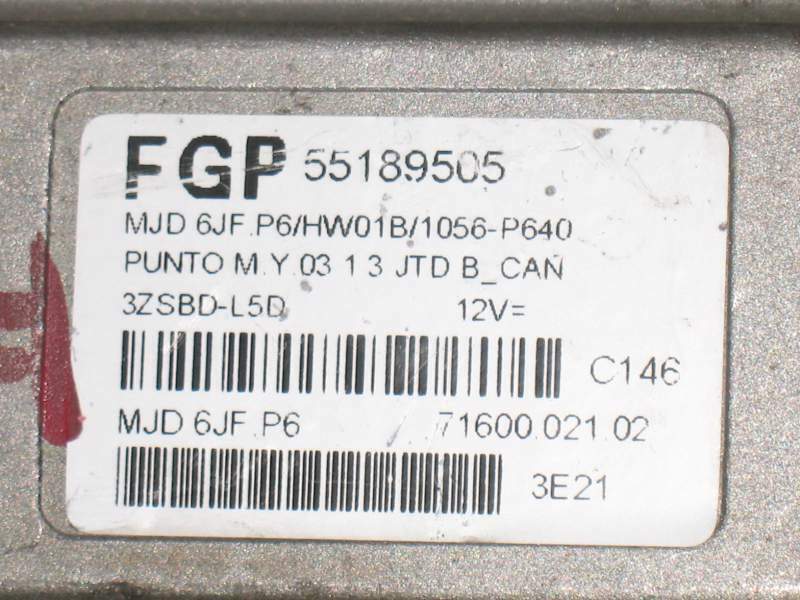 FGP 55189505
MJD 6JF.P6/HW01B/1056-P640
PUNTO M.Y.03 1.3 JTD B_CAN
3ZSBD-L5D 12V=
C146
MJD 6JF.P6 71600.021.02
3E21